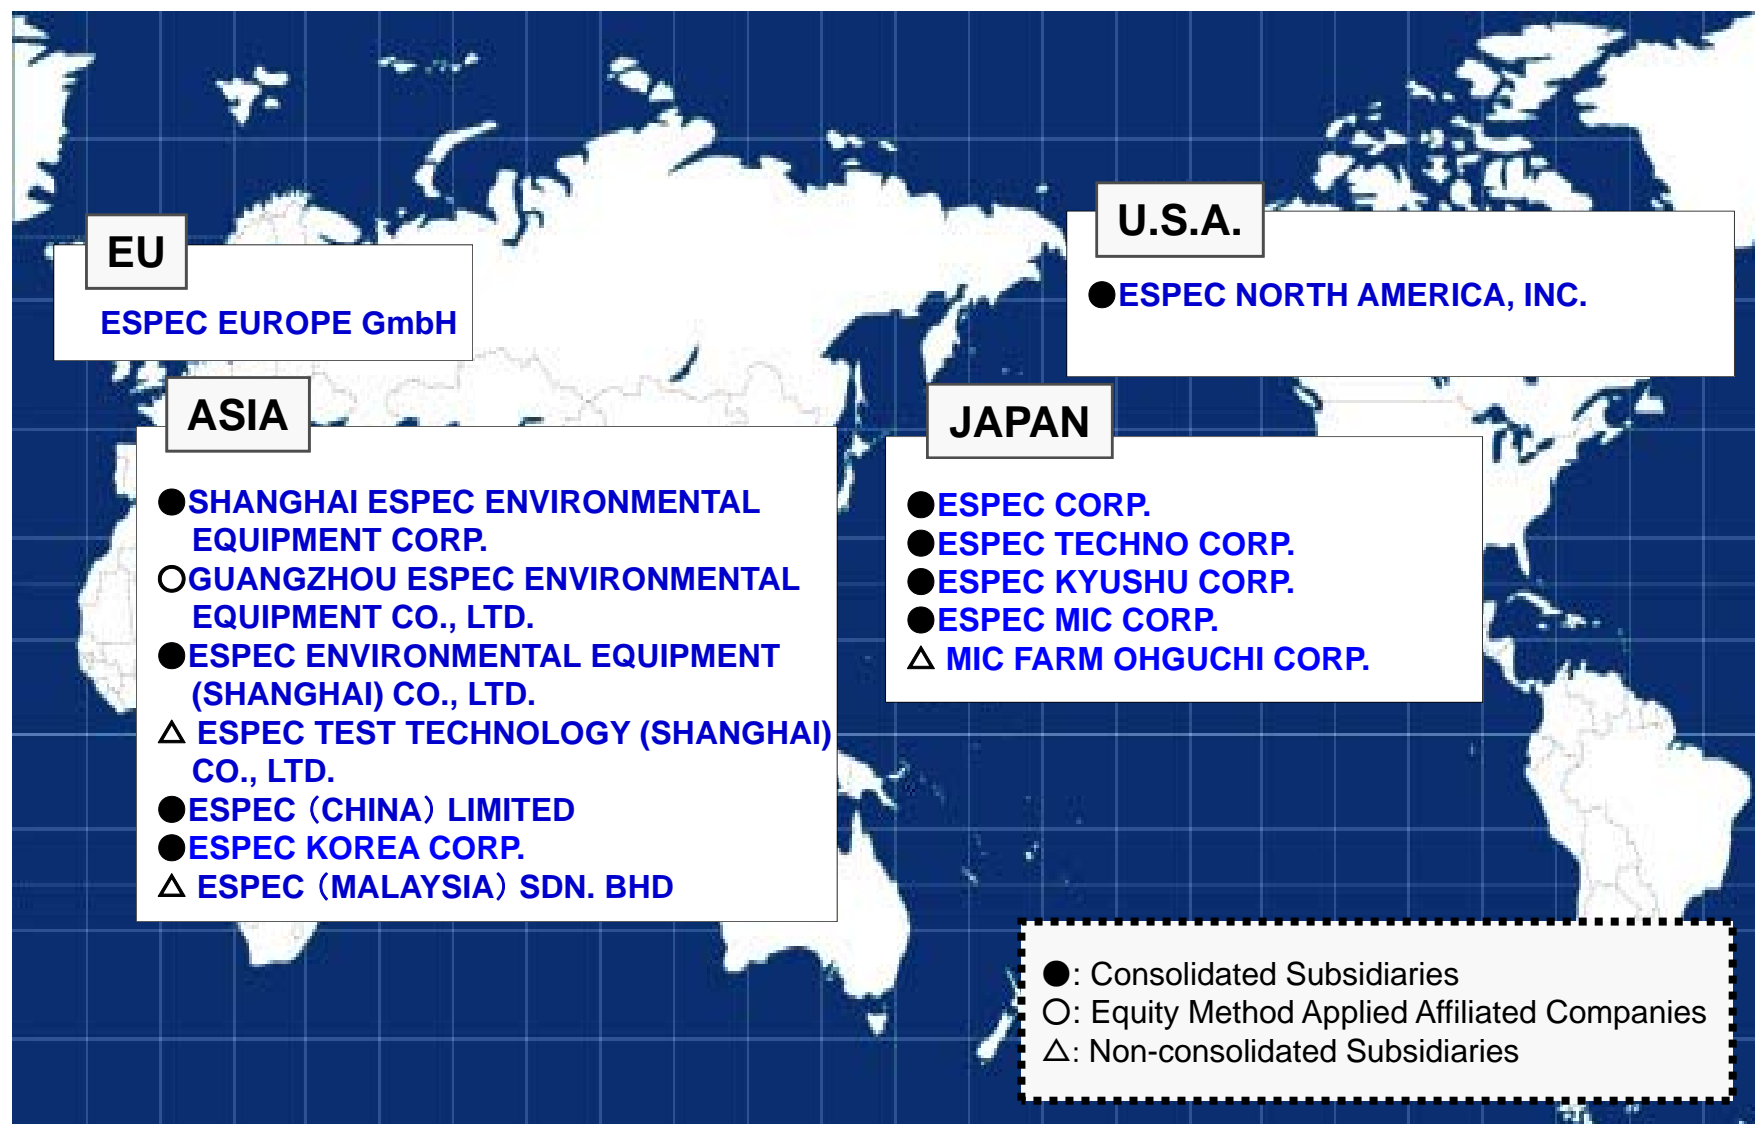 EU
ESPEC EUROPE GmbH
U.S.A.
●ESPEC NORTH AMERICA, INC.
ASIA
●SHANGHAI ESPEC ENVIRONMENTAL
EQUIPMENT CORP.
○GUANGZHOU ESPEC ENVIRONMENTAL
EQUIPMENT CO., LTD.
●ESPEC ENVIRONMENTAL EQUIPMENT
(SHANGHAI) CO., LTD.
△ ESPEC TEST TECHNOLOGY (SHANGHAI)
CO., LTD.
●ESPEC（CHINA）LIMITED
●ESPEC KOREA CORP.
△ ESPEC（MALAYSIA）SDN. BHD
JAPAN
●ESPEC CORP.
●ESPEC TECHNO CORP.
●ESPEC KYUSHU CORP.
●ESPEC MIC CORP.
△ MIC FARM OHGUCHI CORP.
●: Consolidated Subsidiaries
○: Equity Method Applied Affiliated Companies
△: Non-consolidated Subsidiaries